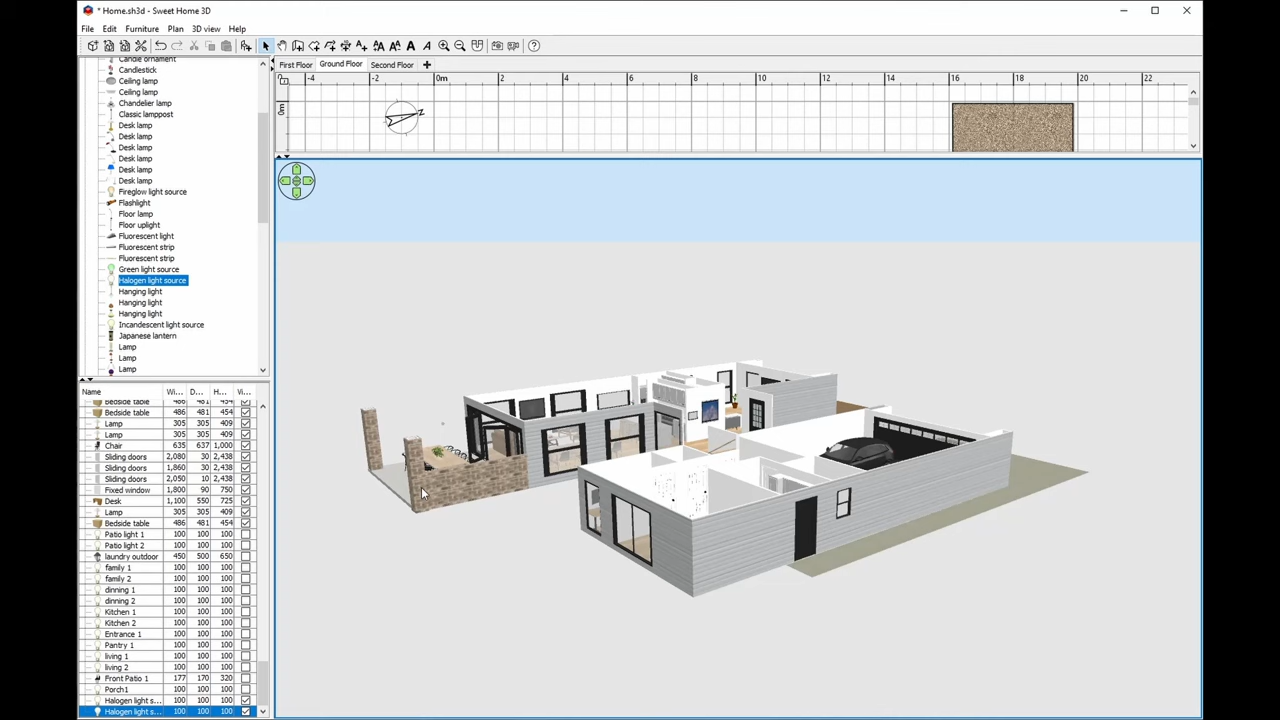 * Home.sh3d - Sweet Home 3D
File Edit Furniture Plan 3D view Help
First Floor Ground Floor Second Floor
-4 -2 0m 2 4 6 8 10 12 14 16 18 20 22
0m
Candle ornament
Candlestick
Ceiling lamp
Ceiling lamp
Chandelier lamp
Classic lamppost
Desk lamp
Desk lamp
Desk lamp
Desk lamp
Desk lamp
Desk lamp
Fireglow light source
Flashlight
Floor lamp
Floor uplight
Fluorescent light
Fluorescent strip
Fluorescent strip
Green light source
Halogen light source
Hanging light
Hanging light
Hanging light
Incandescent light source
Japanese lantern
Lamp
Lamp
Lamp
Name Wi... D... H... Vi...
Bedside table 486 481 454
Bedside table 486 481 454
Lamp 305 305 409
Lamp 305 305 409
Chair 635 637 1,000
Sliding doors 2,080 30 2,438
Sliding doors 1,860 30 2,438
Sliding doors 2,050 10 2,438
Fixed window 1,800 90 750
Desk 1,100 550 725
Lamp 305 305 409
Bedside table 486 481 454
Patio light 1 100 100 100
Patio light 2 100 100 100
laundry outdoor 450 500 650
family 1 100 100 100
family 2 100 100 100
dinning 1 100 100 100
dinning 2 100 100 100
Kitchen 1 100 100 100
Kitchen 2 100 100 100
Entrance 1 100 100 100
Pantry 1 100 100 100
living 1 100 100 100
living 2 100 100 100
Front Patio 1 177 170 320
Porch1 100 100 100
Halogen light s... 100 100 100
Halogen light s... 100 100 100